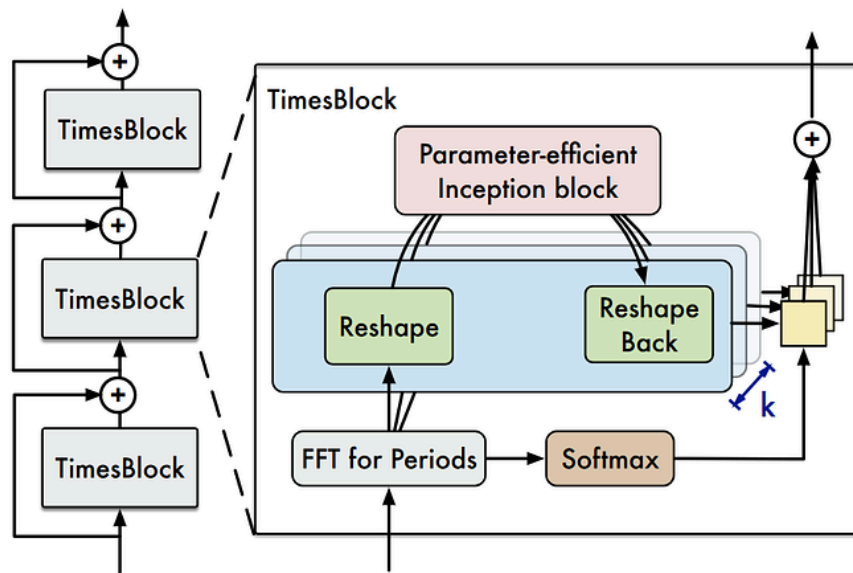 TimesBlock
TimesBlock
TimesBlock
TimesBlock
Parameter-efficient
Inception block
Reshape
Reshape
Back
k
FFT for Periods
Softmax